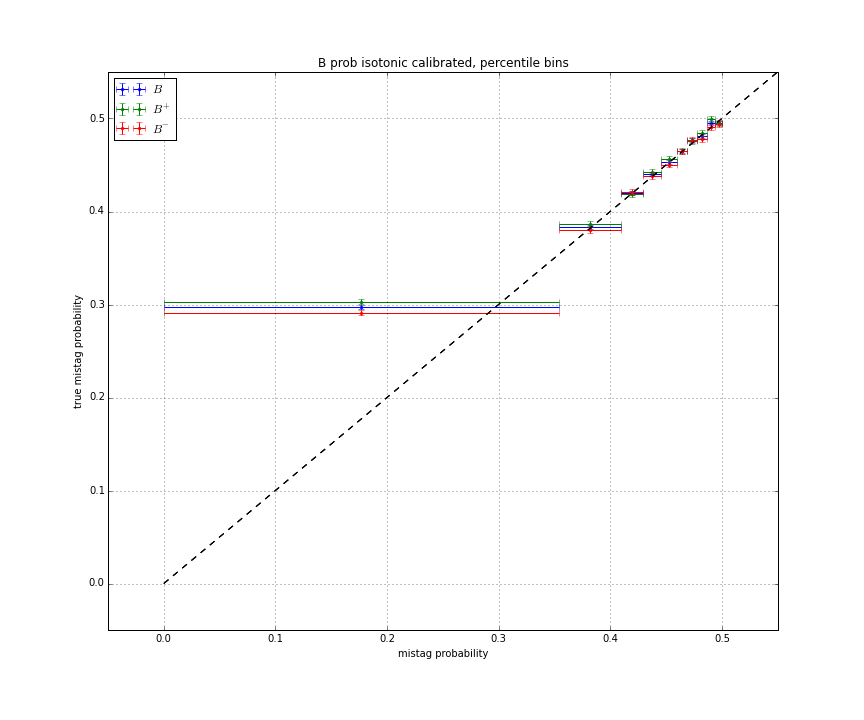 B prob isotonic calibrated, percentile bins
B
B⁺
B⁻
0.5
0.4
0.3
0.2
0.1
0.0
true mistag probability
0.0 0.1 0.2 0.3 0.4 0.5
mistag probability